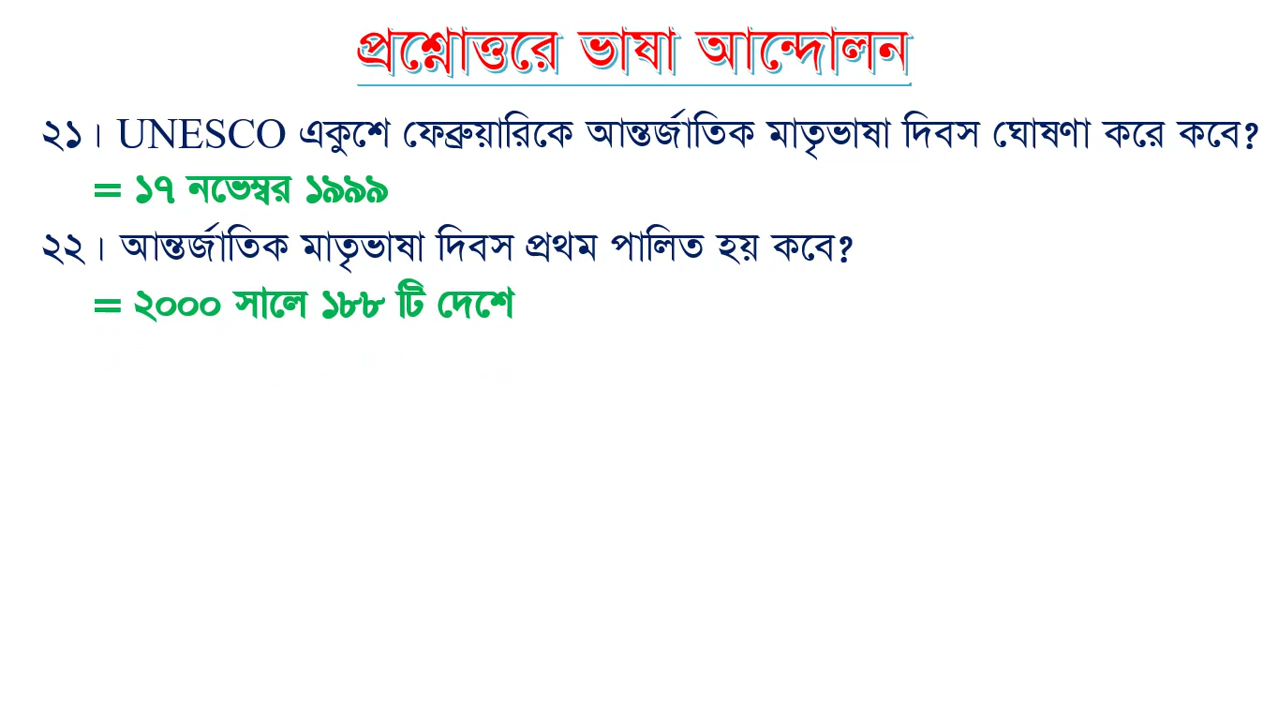 প্রশ্নোত্তরে ভাষা আন্দোলন
২১। UNESCO একুশে ফেব্রুয়ারিকে আন্তর্জাতিক মাতৃভাষা দিবস ঘোষণা করে কবে?
= ১৭ নভেম্বর ১৯৯৯
২২। আন্তর্জাতিক মাতৃভাষা দিবস প্রথম পালিত হয় কবে?
= ২০০০ সালে ১৮৮ টি দেশে